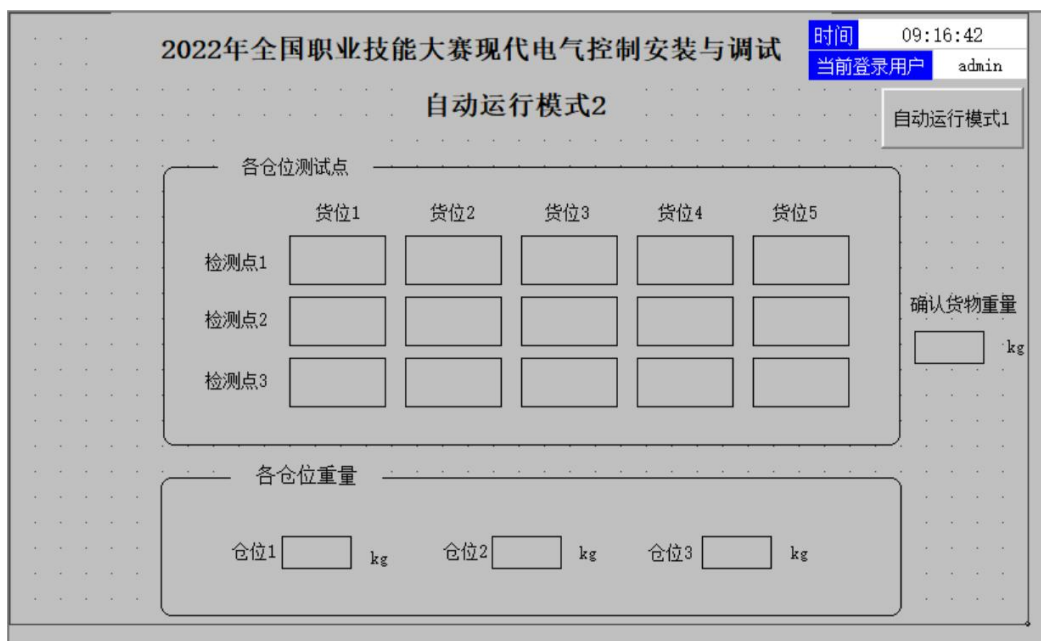 2022年全国职业技能大赛现代电气控制安装与调试
时间 09:16:42
当前登录用户 admin
自动运行模式2
自动运行模式1
各仓位测试点
货位1 货位2 货位3 货位4 货位5
检测点1
检测点2
检测点3
确认货物重量
kg
各仓位重量
仓位1 kg 仓位2 kg 仓位3 kg